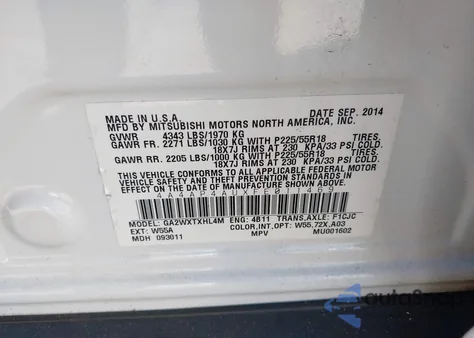 MADE IN U.S.A. DATE SEP. 2014
MFD BY MITSUBISHI MOTORS NORTH AMERICA, INC.
GVWR 4343 LBS/1970 KG
GAWR FR. 2271 LBS/1030 KG WITH P225/55R18 TIRES,
18X7J RIMS AT 230 KPA/33 PSI COLD.
GAWR RR. 2205 LBS/1000 KG WITH P225/55R18 TIRES,
18X7J RIMS AT 230 KPA/33 PSI COLD.
THIS VEHICLE CONFORMS TO ALL APPLICABLE FEDERAL MOTOR
VEHICLE SAFETY, BUMPER, AND THEFT PREVENTION STANDARDS
IN EFFECT ON THE DATE OF MANUFACTURE SHOWN ABOVE.
4A4AP4AUXFE011469
MODEL: GA2WXTXHL4M ENG: 4B11 TRANS,AXLE: F1CJC
EXT: W55A COLOR,INT,OPT: W55,72X,A03
MDH 093011 MPV MU001602
autoSnap